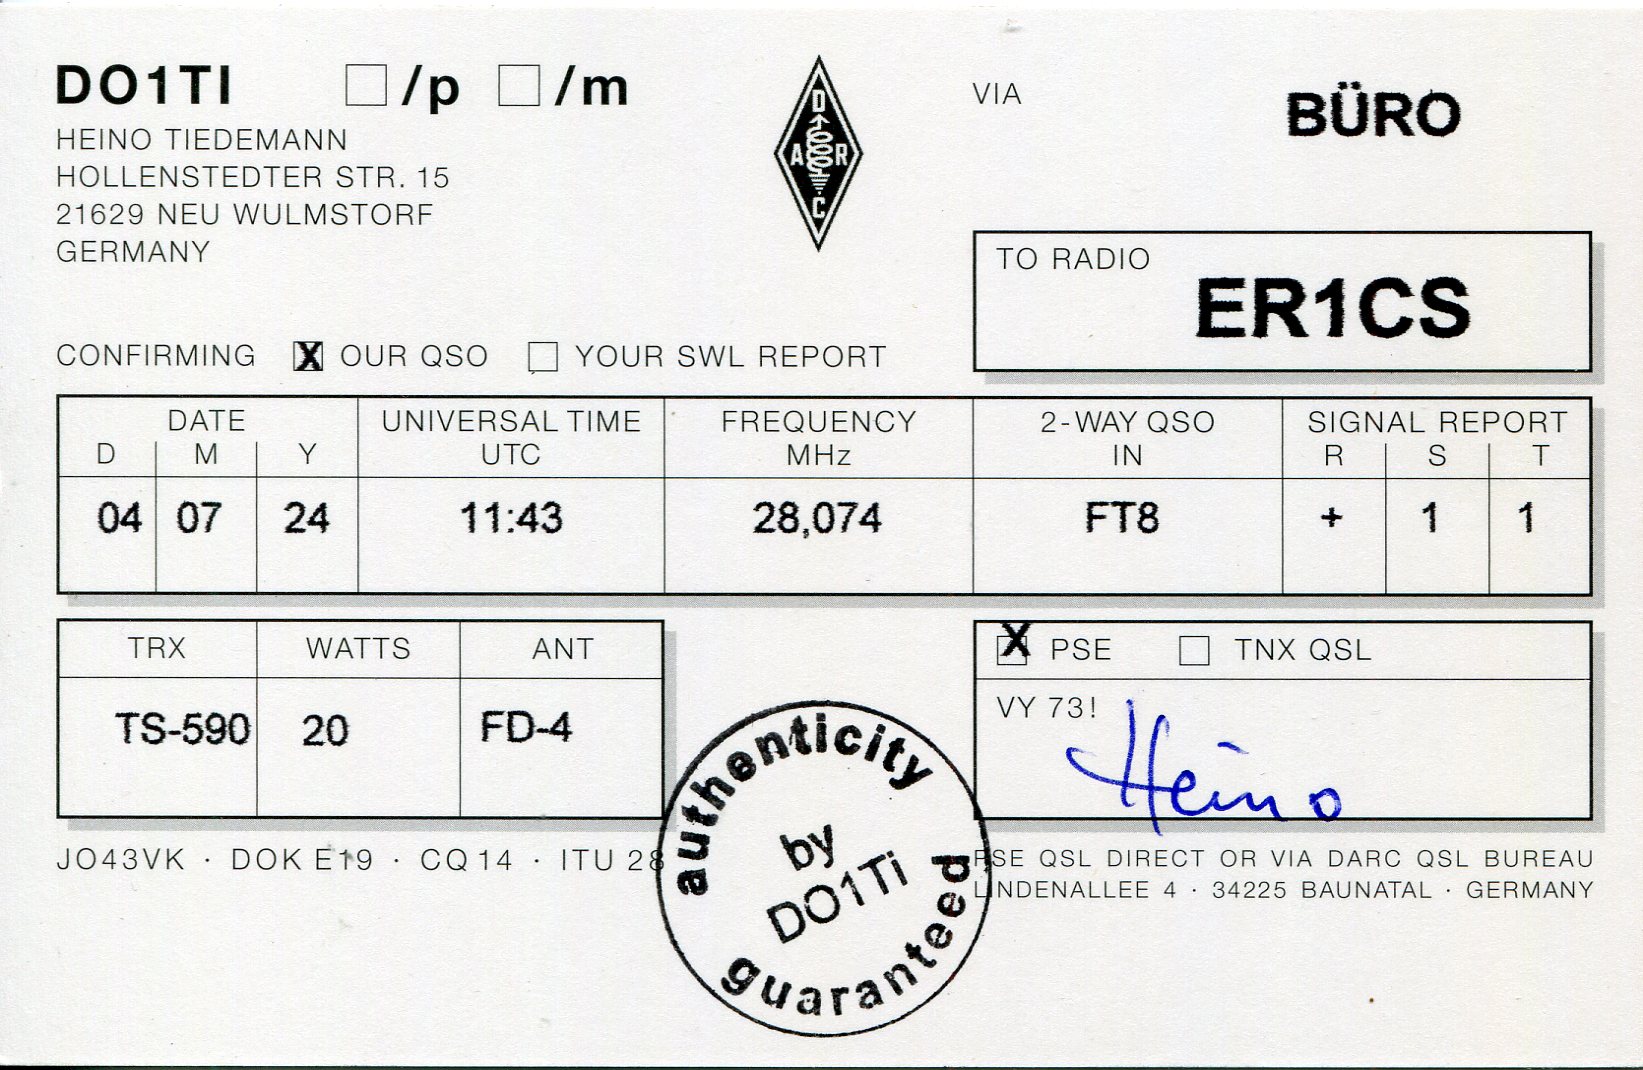 DO1TI □/p □/m
HEINO TIEDEMANN
HOLLENSTEDTER STR. 15
21629 NEU WULMSTORF
GERMANY
D
A R
C
VIA BÜRO
TO RADIO ER1CS
CONFIRMING X OUR QSO □ YOUR SWL REPORT
DATE UNIVERSAL TIME FREQUENCY 2-WAY QSO SIGNAL REPORT
D M Y UTC MHz IN R S T
04 07 24 11:43 28,074 FT8 + 1 1
TRX WATTS ANT
TS-590 20 FD-4
X PSE □ TNX QSL
VY 73!
Heino
JO43VK · DOK E19 · CQ 14 · ITU 28
authenticity
by
DO1Ti
guaranteed
PSE QSL DIRECT OR VIA DARC QSL BUREAU
LINDENALLEE 4 · 34225 BAUNATAL · GERMANY